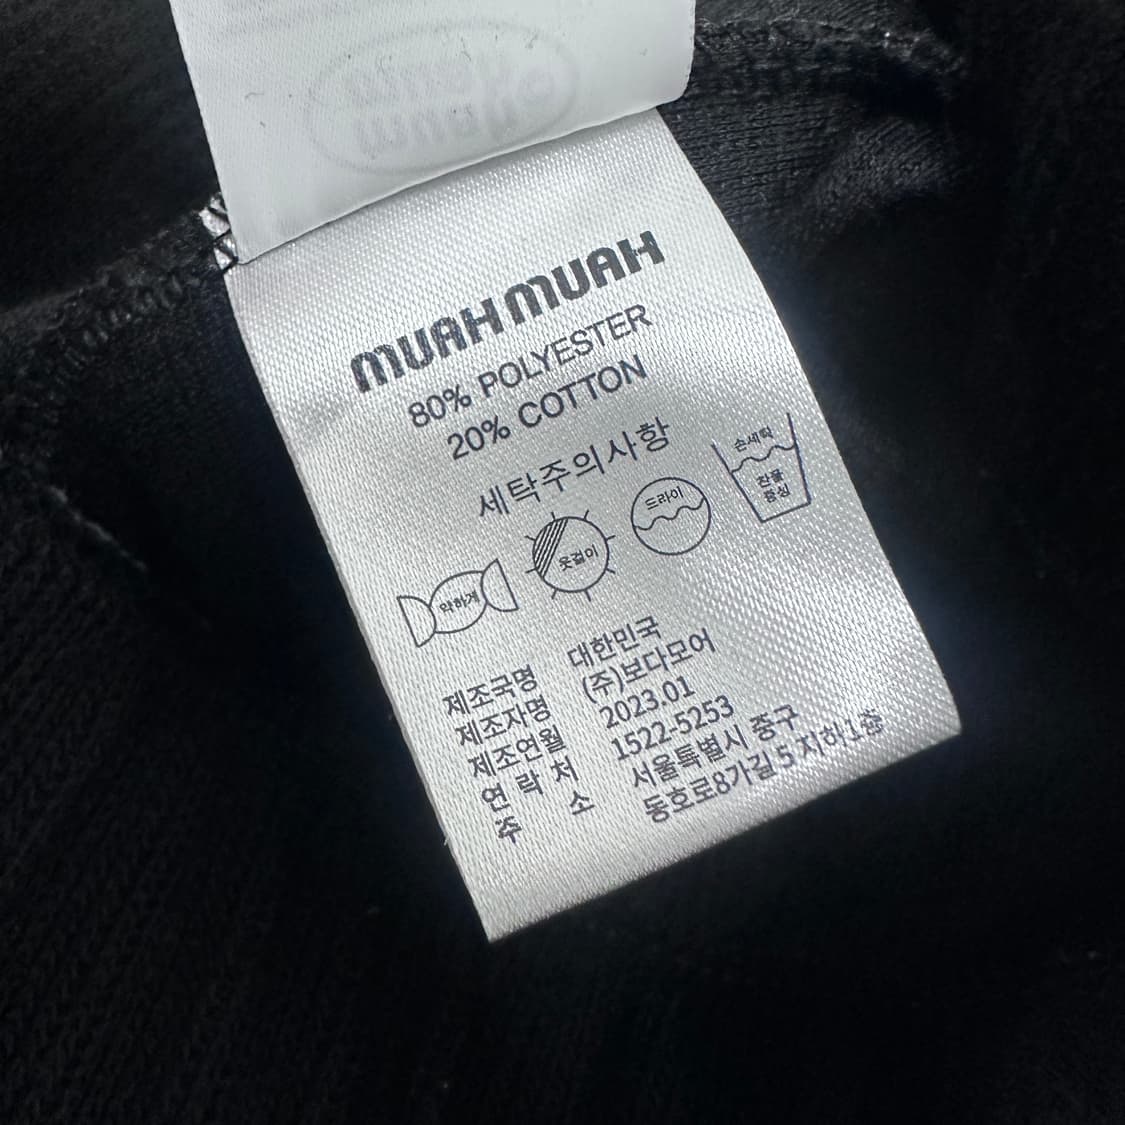 MUAH MUAH
80% POLYESTER
20% COTTON
세탁주의사항
약하게
옷걸이
드라이
손세탁
찬물
중심
제조국명 대한민국
제조자명 (주)보다모어
제조연월 2023.01
연 락 처 1522-5253
주 소 서울특별시 중구
동호로8가길 5 지하1층